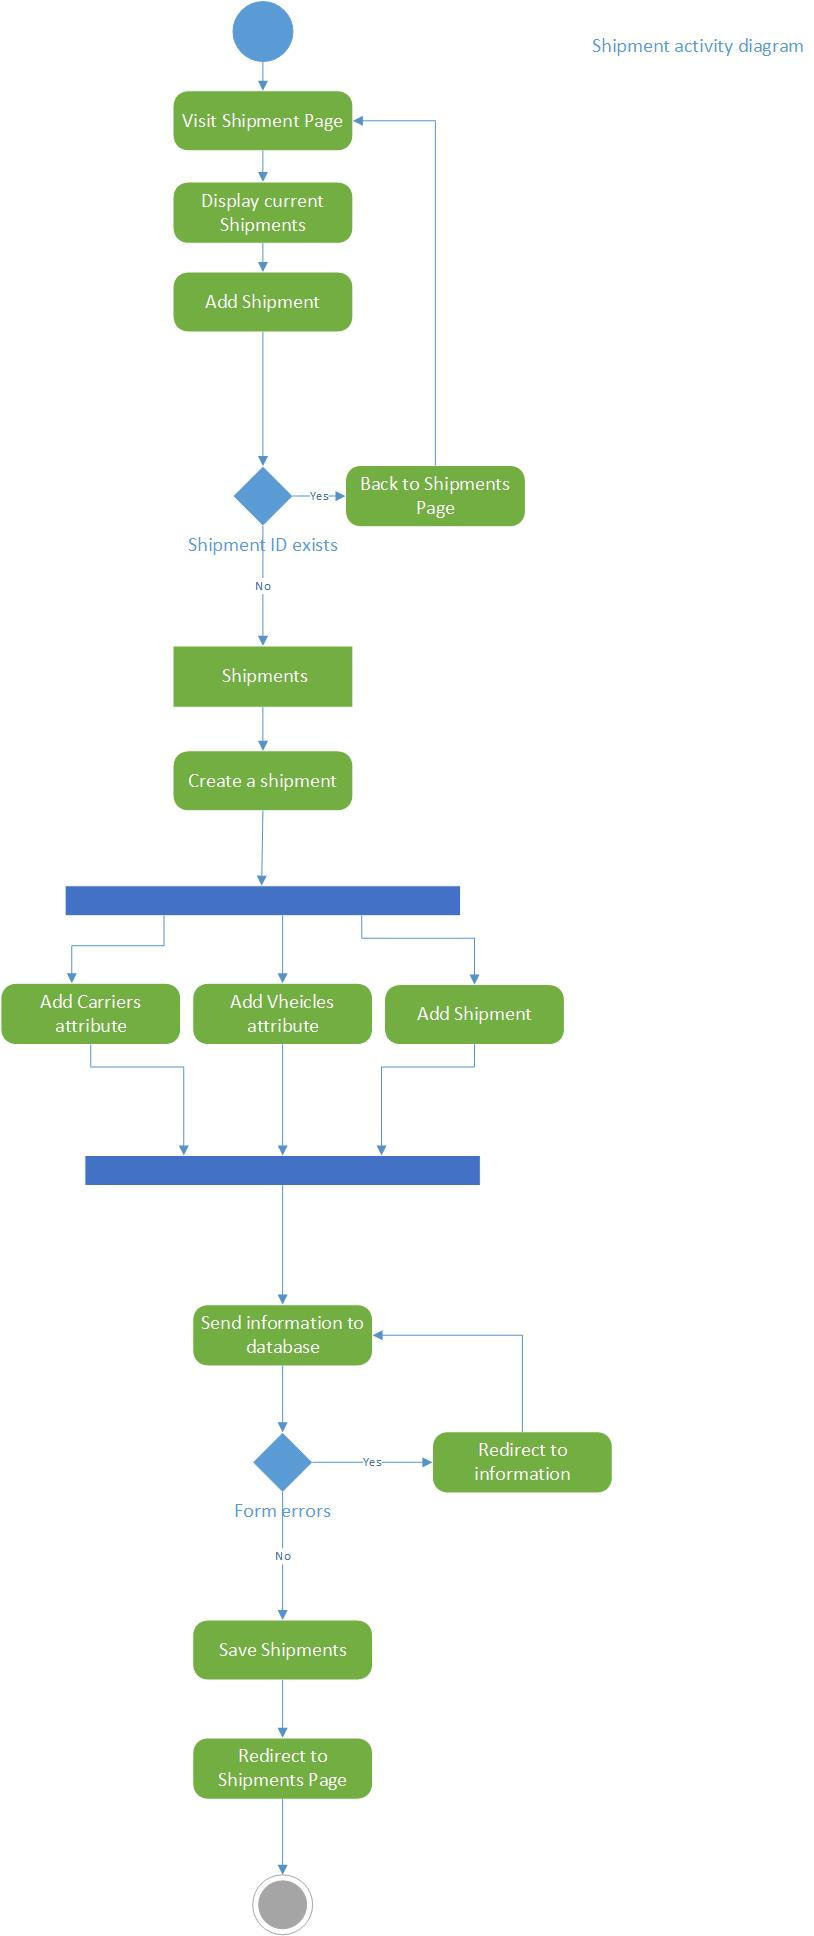 Shipment activity diagram
Visit Shipment Page
Display current
Shipments
Add Shipment
Yes
Back to Shipments
Page
Shipment ID exists
No
Shipments
Create a shipment
Add Carriers
attribute
Add Vheicles
attribute
Add Shipment
Send information to
database
Yes
Redirect to
information
Form errors
No
Save Shipments
Redirect to
Shipments Page